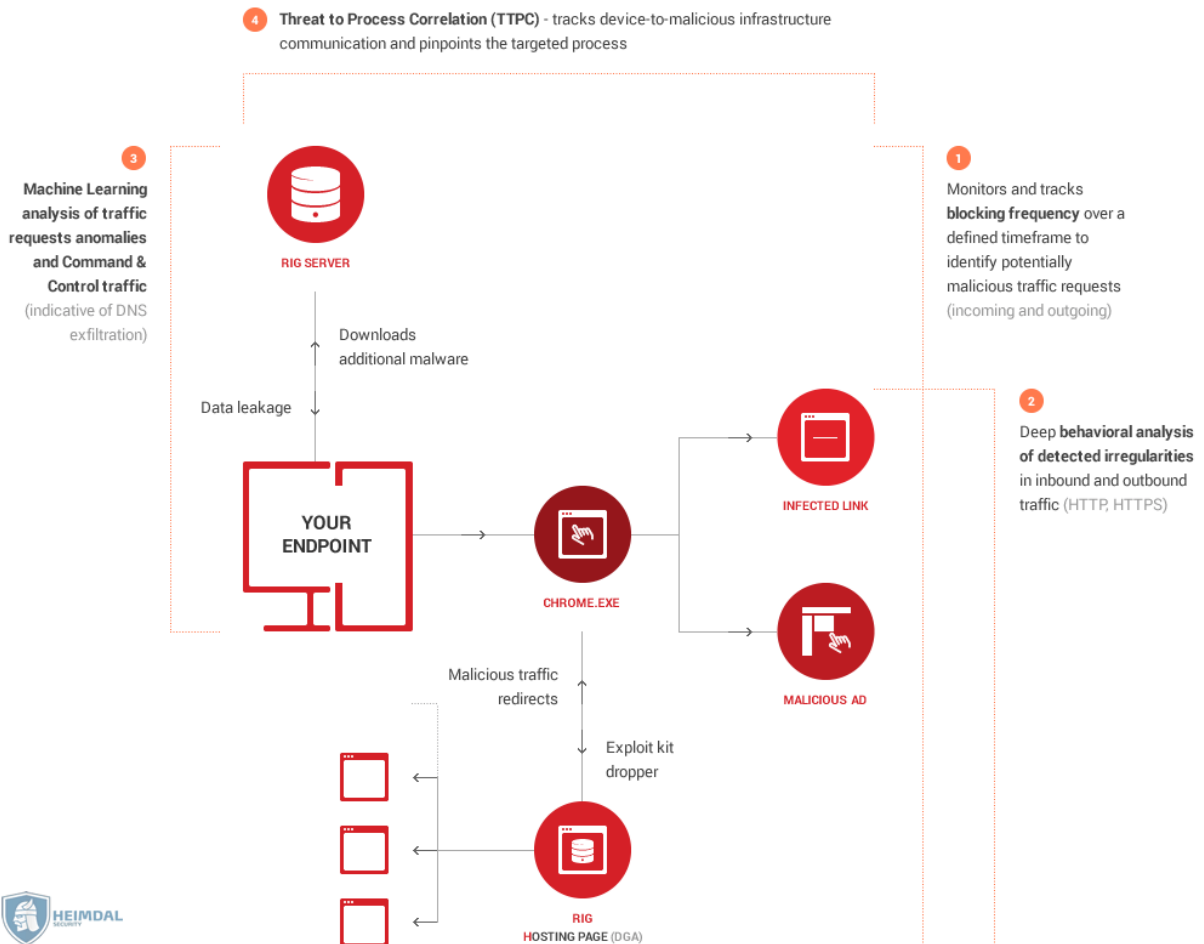 4
Threat to Process Correlation (TTPC) - tracks device-to-malicious infrastructure
communication and pinpoints the targeted process
3
Machine Learning
analysis of traffic
requests anomalies
and Command &
Control traffic
(indicative of DNS
exfiltration)
RIG SERVER
1
Monitors and tracks
blocking frequency over a
defined timeframe to
identify potentially
malicious traffic requests
(incoming and outgoing)
Downloads
additional malware
Data leakage
2
Deep behavioral analysis
of detected irregularities
in inbound and outbound
traffic (HTTP, HTTPS)
YOUR
ENDPOINT
CHROME.EXE
INFECTED LINK
MALICIOUS AD
Malicious traffic
redirects
Exploit kit
dropper
RIG
HOSTING PAGE (DGA)
HEIMDAL
SECURITY